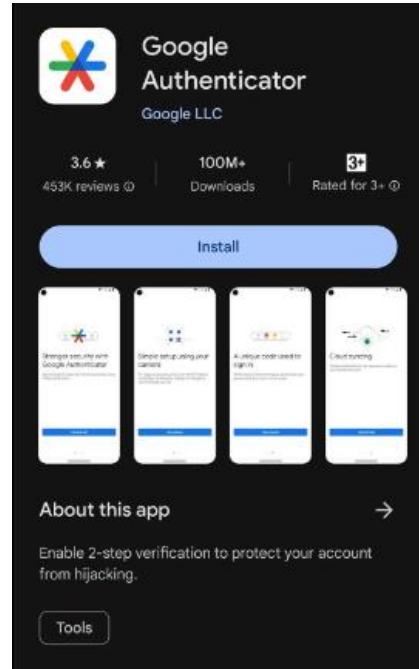 Google
Authenticator
Google LLC
3.6★
453K reviews
100M+
Downloads
3+
Rated for 3+
Install
Stronger security with
Google Authenticator
Simple setup using your
camera
A unique code used to
sign in
Cloud syncing
About this app
Enable 2-step verification to protect your account
from hijacking.
Tools